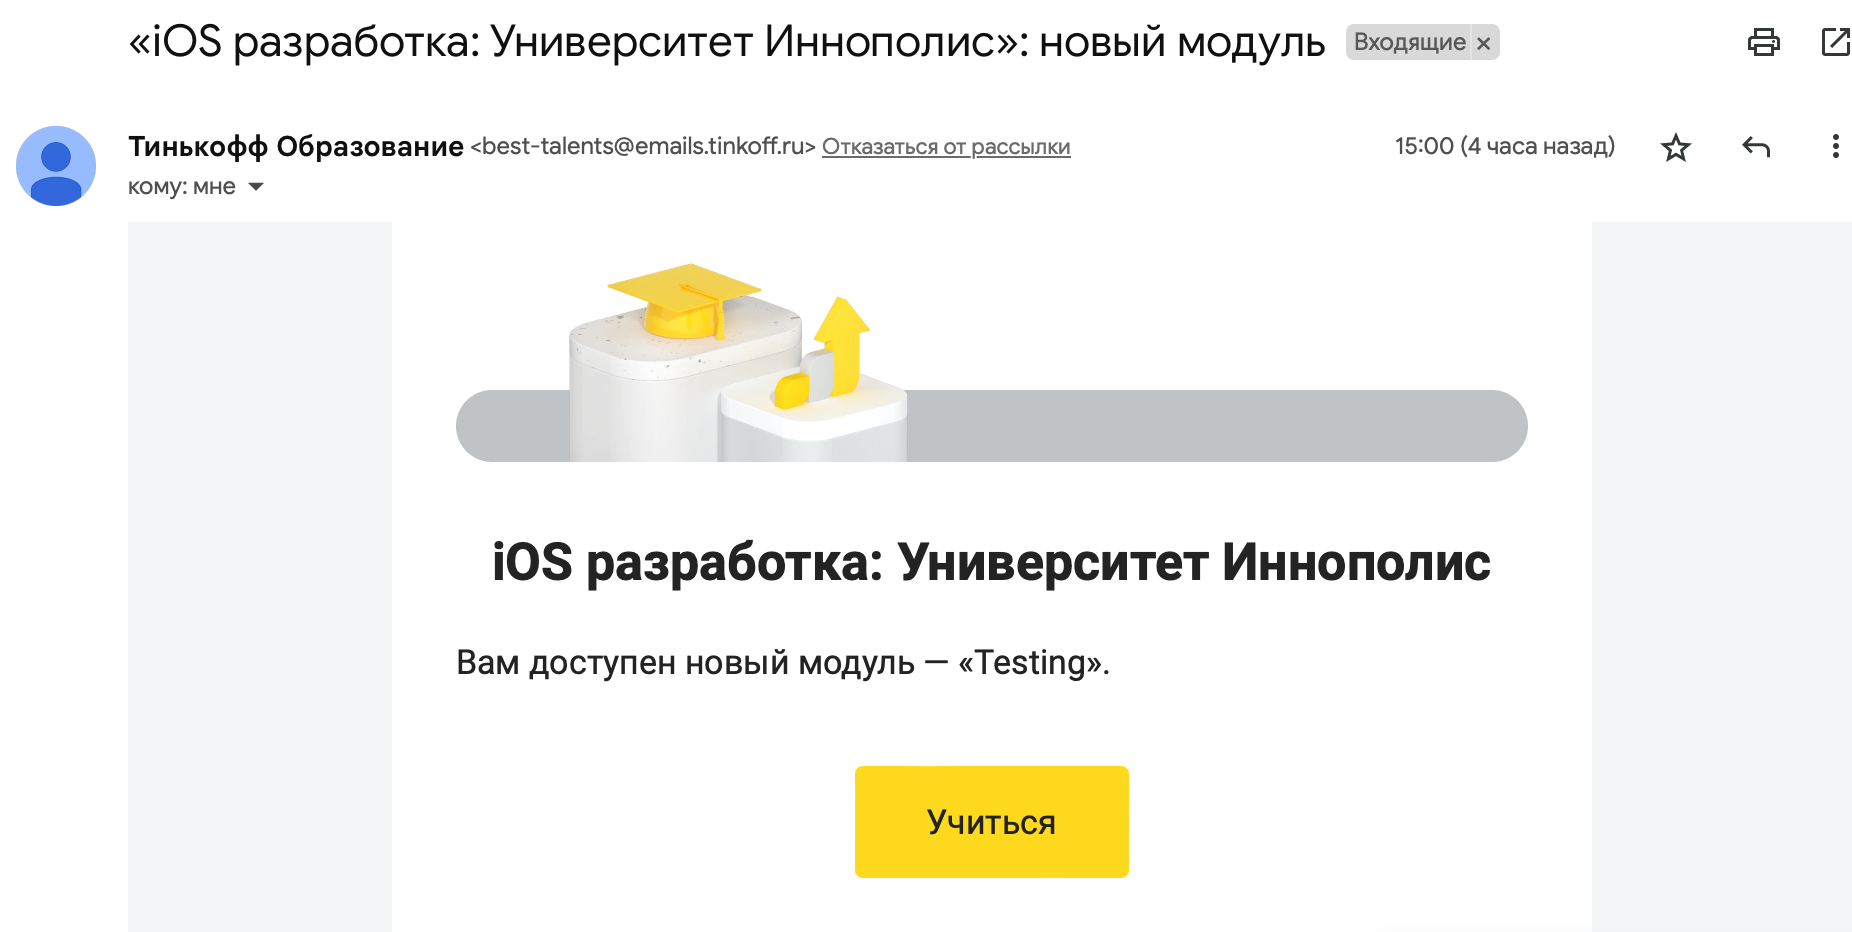 «iOS разработка: Университет Иннополис»: новый модуль Входящие ×
Тинькофф Образование <best-talents@emails.tinkoff.ru> Отказаться от рассылки 15:00 (4 часа назад)
кому: мне
iOS разработка: Университет Иннополис
Вам доступен новый модуль — «Testing».
Учиться